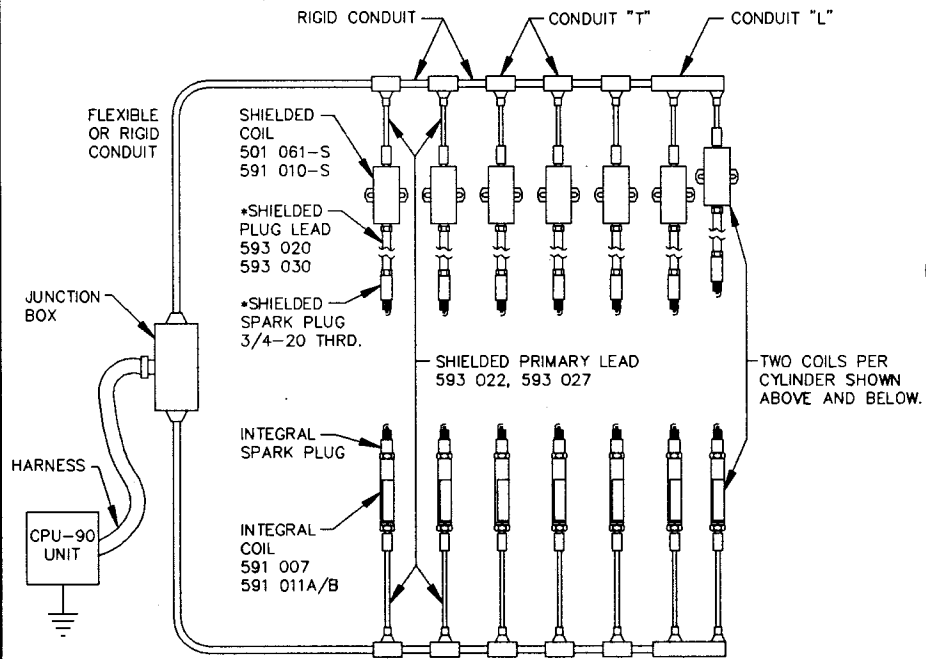 RIGID CONDUIT
CONDUIT "T"
CONDUIT "L"
FLEXIBLE
OR RIGID
CONDUIT
SHIELDED
COIL
501 061-S
591 010-S
*SHIELDED
PLUG LEAD
593 020
593 030
*SHIELDED
SPARK PLUG
3/4-20 THRD.
JUNCTION
BOX
SHIELDED PRIMARY LEAD
593 022, 593 027
TWO COILS PER
CYLINDER SHOWN
ABOVE AND BELOW.
INTEGRAL
SPARK PLUG
HARNESS
INTEGRAL
COIL
591 007
591 011A/B
CPU-90
UNIT